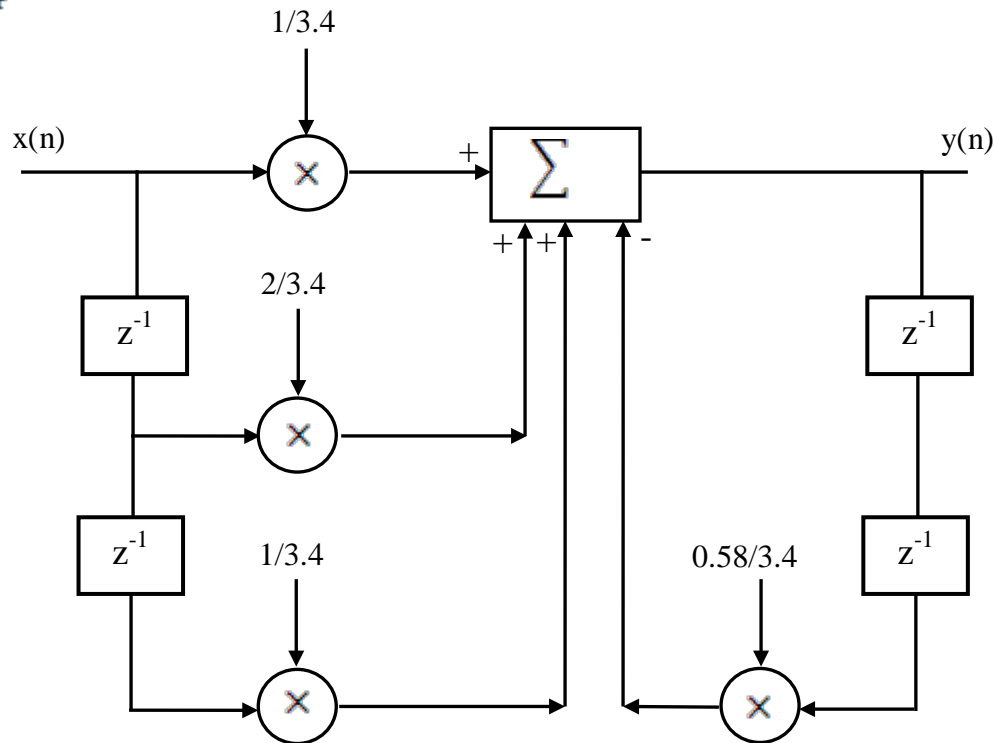 1/3.4
x(n)
y(n)
×
+
∑
+
+
-
2/3.4
z⁻¹
z⁻¹
×
z⁻¹
z⁻¹
1/3.4
0.58/3.4
×
×